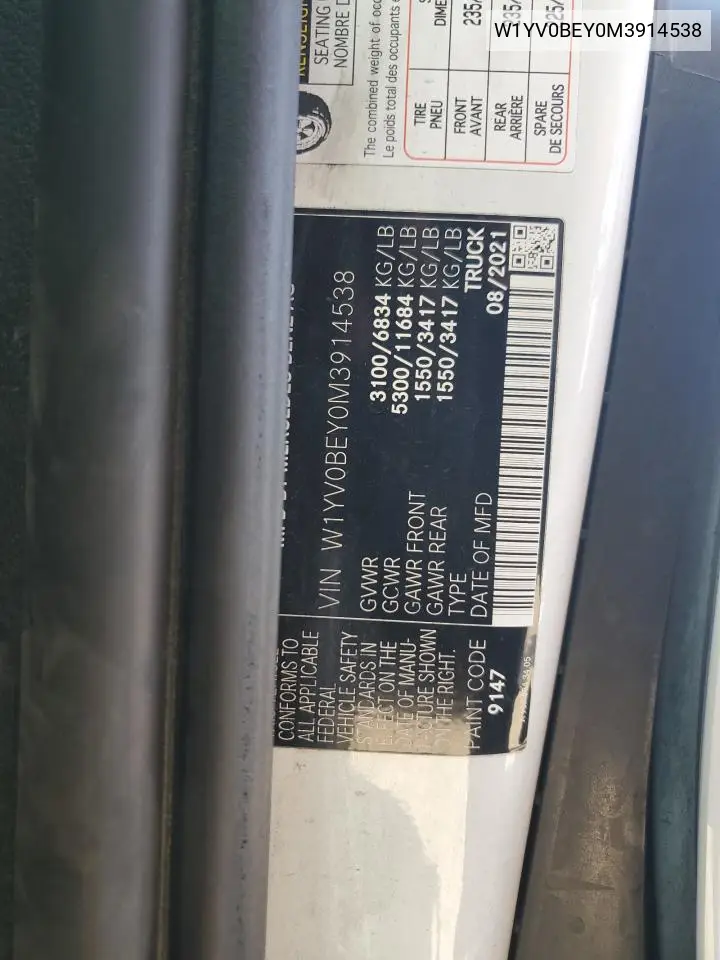 W1YV0BEY0M3914538
SEATING
NOMBRE D
The combined weight of occ
Le poids total des occupants e
TIRE
PNEU
DIME
FRONT
AVANT
235/
REAR
ARRIÈRE
SPARE
DE SECOURS
VIN W1YV0BEY0M3914538
GVWR 3100/6834 KG/LB
GCWR 5300/11684 KG/LB
GAWR FRONT 1550/3417 KG/LB
GAWR REAR 1550/3417 KG/LB
TYPE TRUCK
DATE OF MFD 08/2021
CONFORMS TO
ALL APPLICABLE
FEDERAL
VEHICLE SAFETY
STANDARDS IN
EFFECT ON THE
DATE OF MANU-
FACTURE SHOWN
ON THE RIGHT.
PAINT CODE
9147